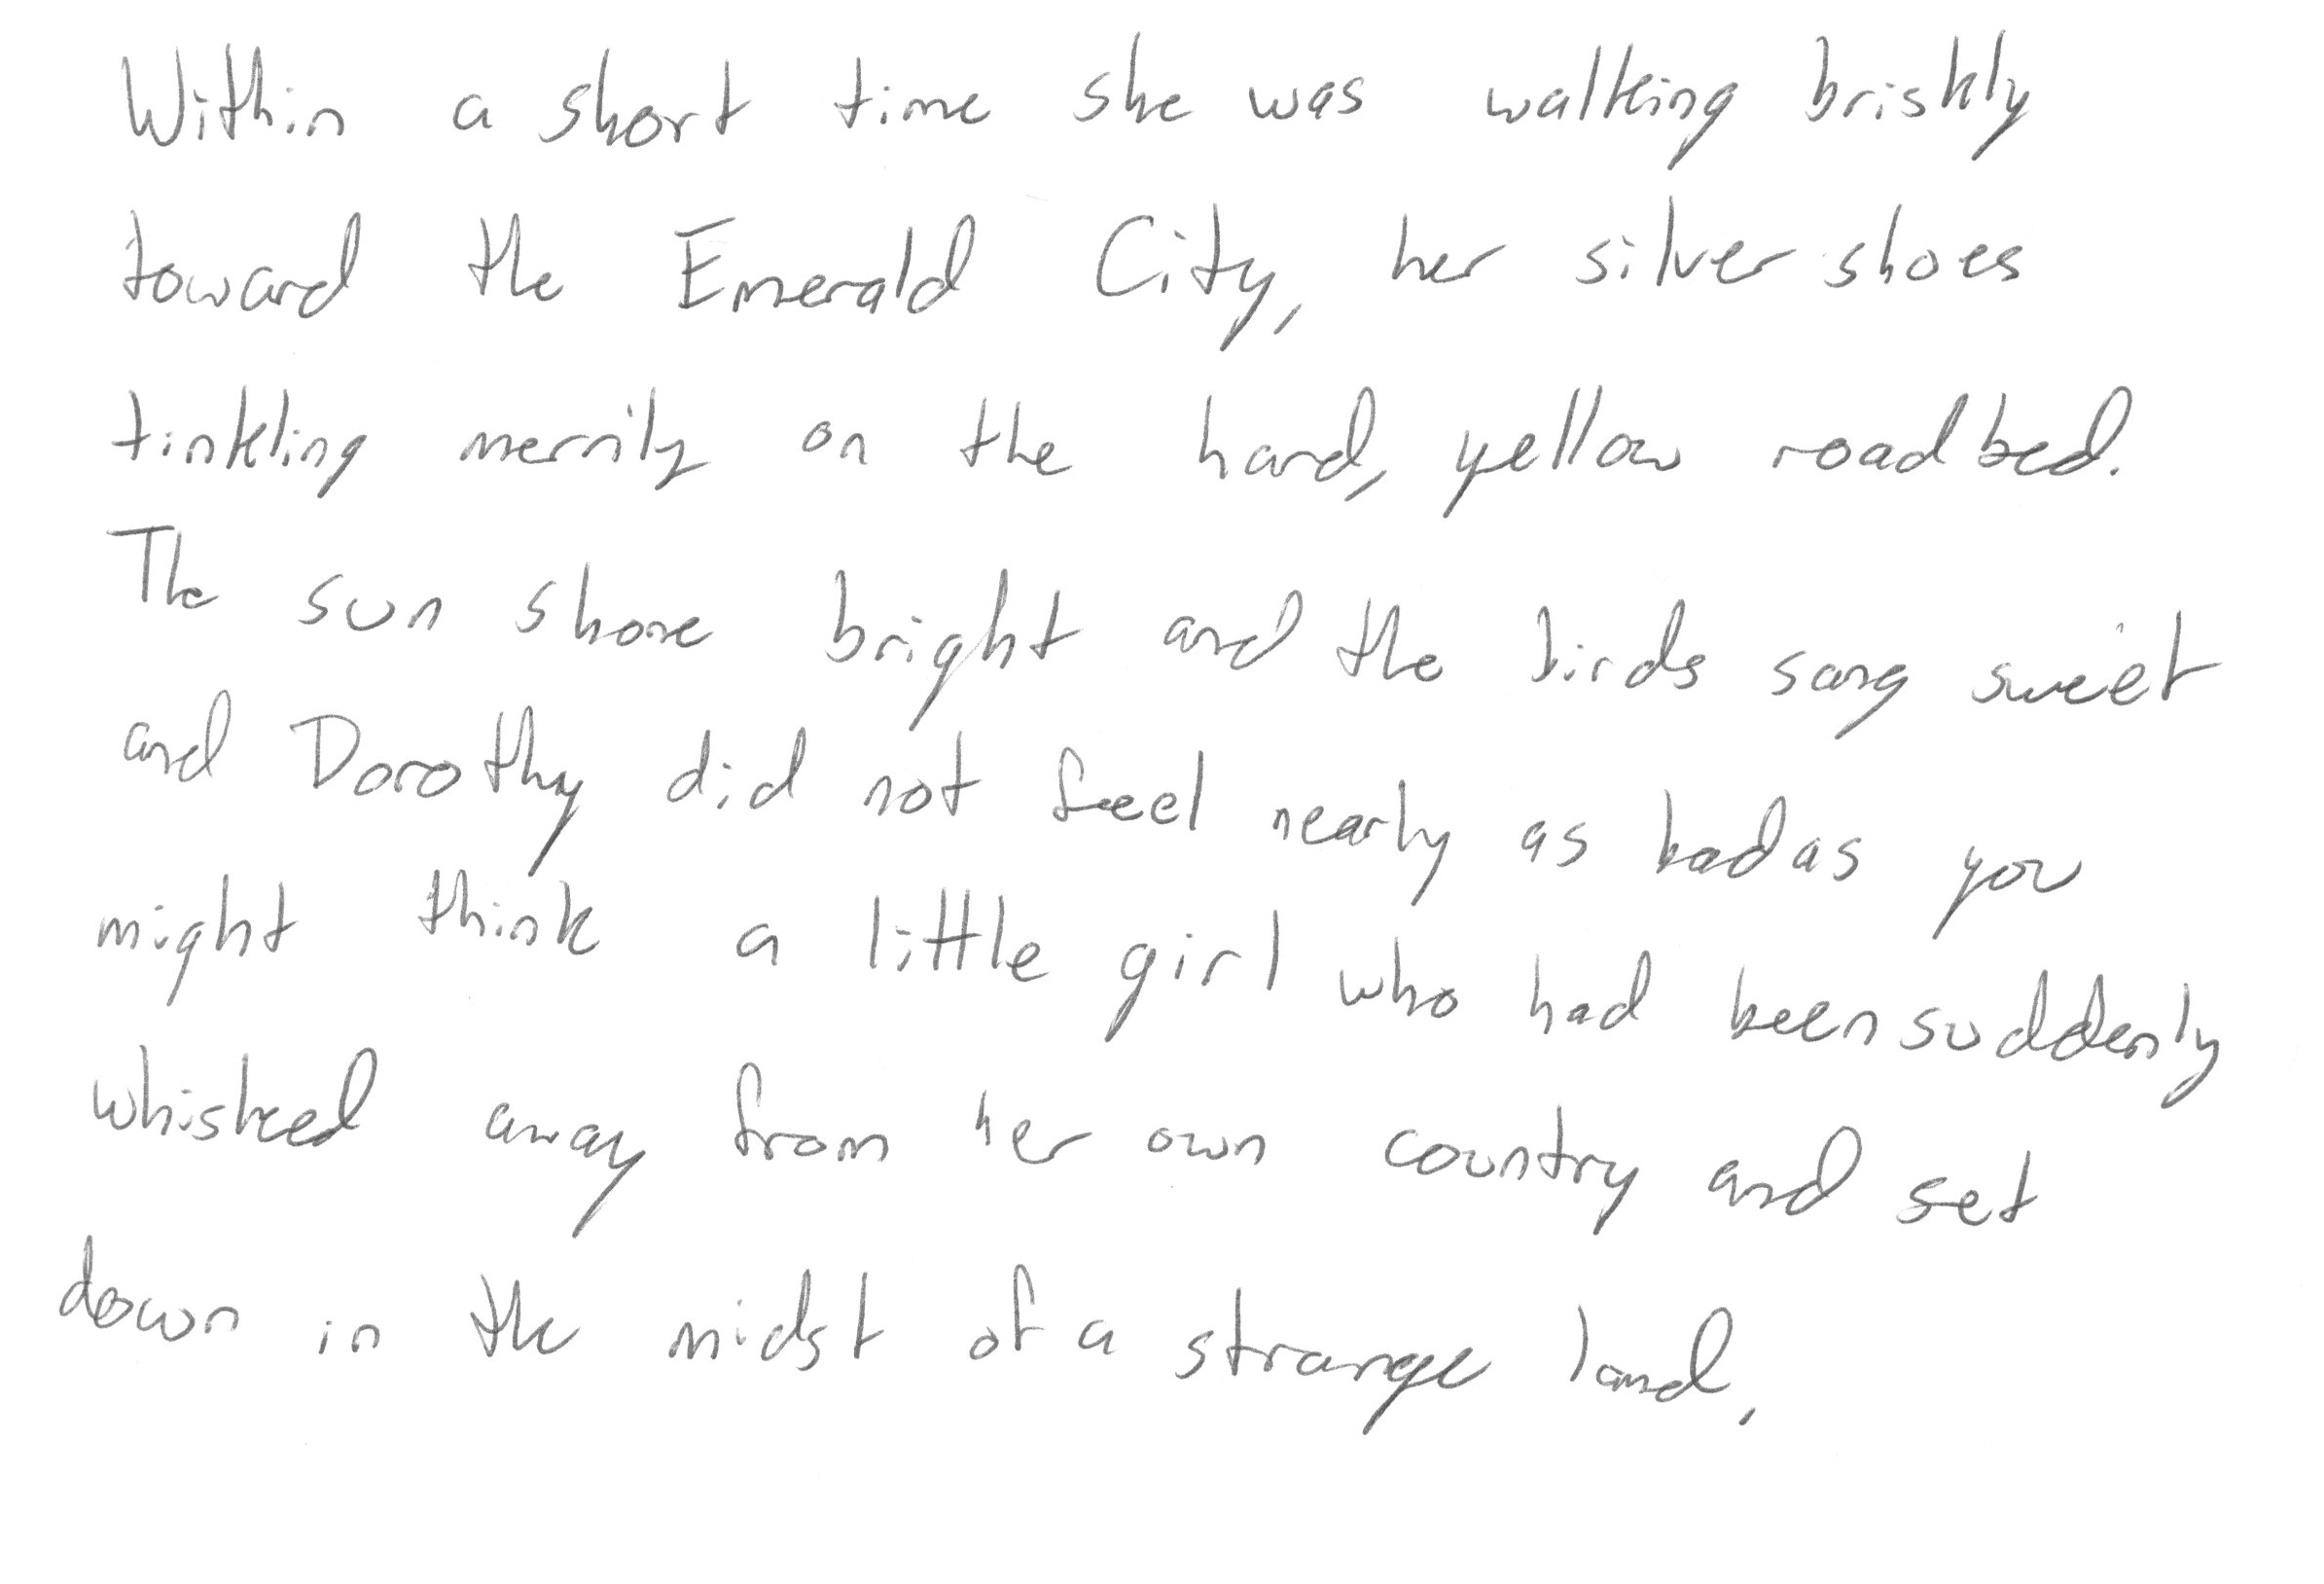 Within a short time she was walking briskly
toward the Emerald City, her silver shoes
tinkling merrily on the hard, yellow roadbed.
The sun shone bright and the birds sang sweet
and Dorothy did not feel nearly as bad as you
might think a little girl who had been suddenly
whisked away from her own country and set
down in the midst of a strange land,